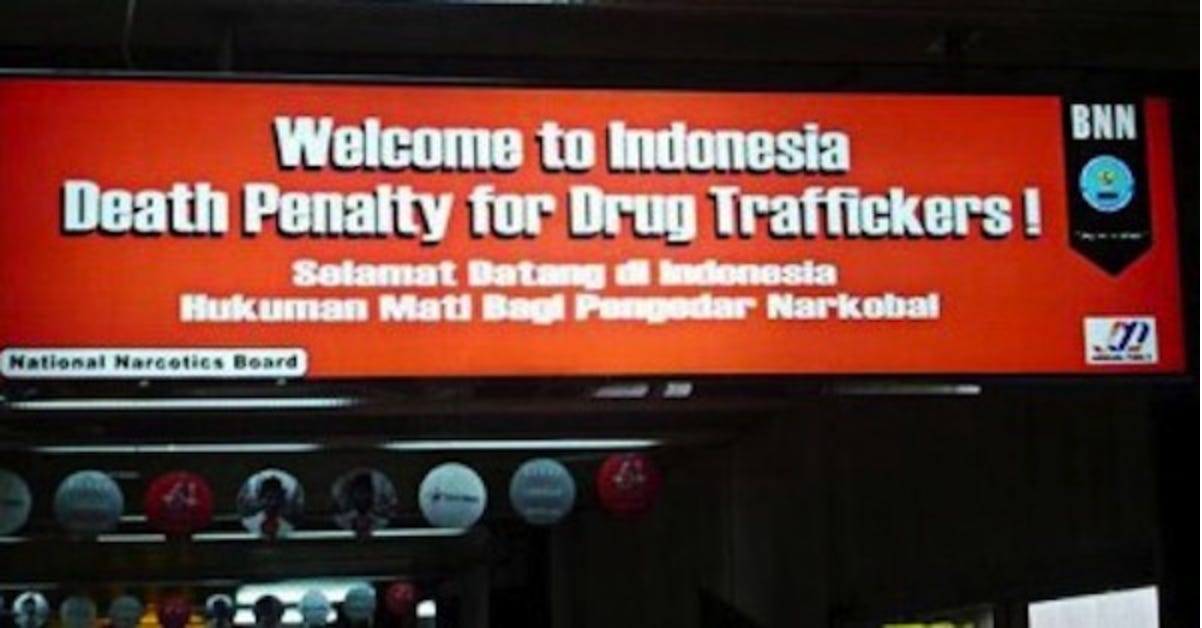 Welcome to Indonesia
Death Penalty for Drug Traffickers !
Selamat Datang di Indonesia
Hukuman Mati Bagi Pengedar Narkoba!
National Narcotics Board
BNN